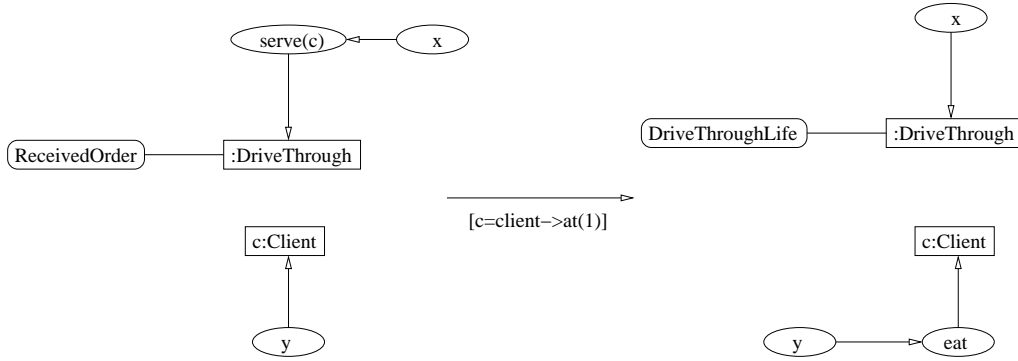 serve(c)
x
ReceivedOrder
:DriveThrough
c:Client
y
[c=client−>at(1)]
x
DriveThroughLife
:DriveThrough
c:Client
y
eat